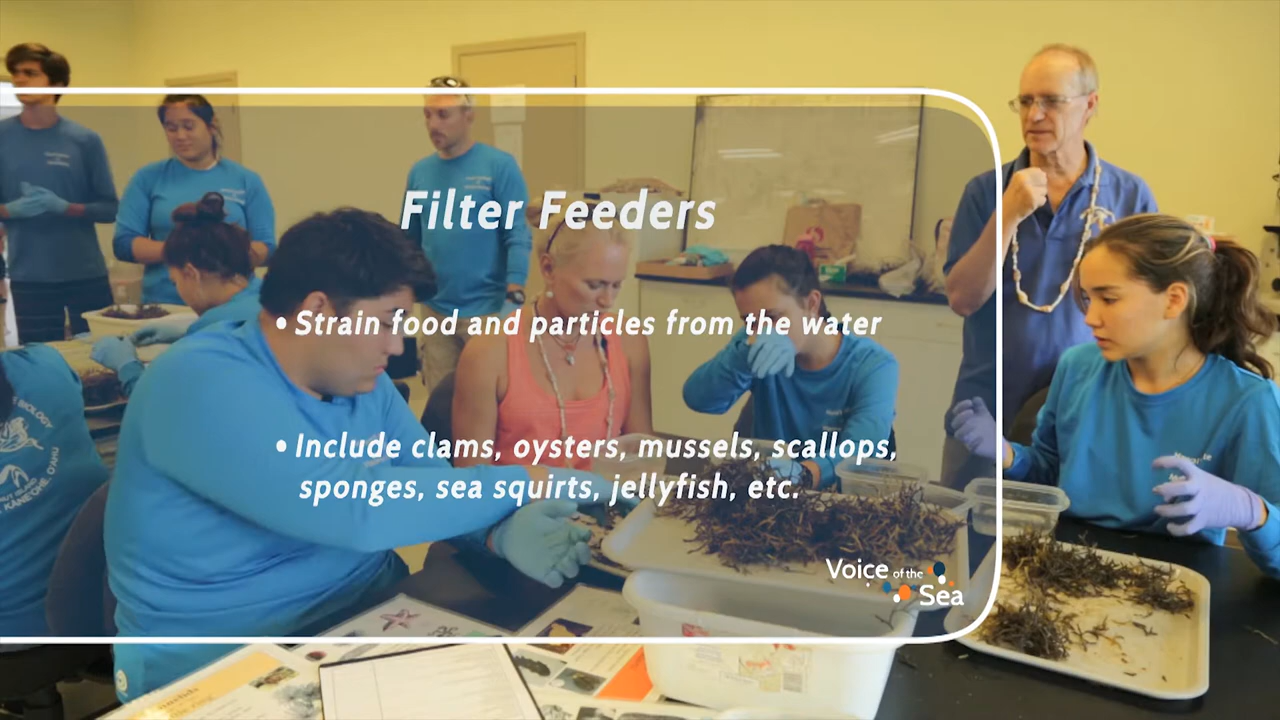 Filter Feeders
• Strain food and particles from the water
• Include clams, oysters, mussels, scallops,
sponges, sea squirts, jellyfish, etc.
Voice of the
Sea
BIOLOGY